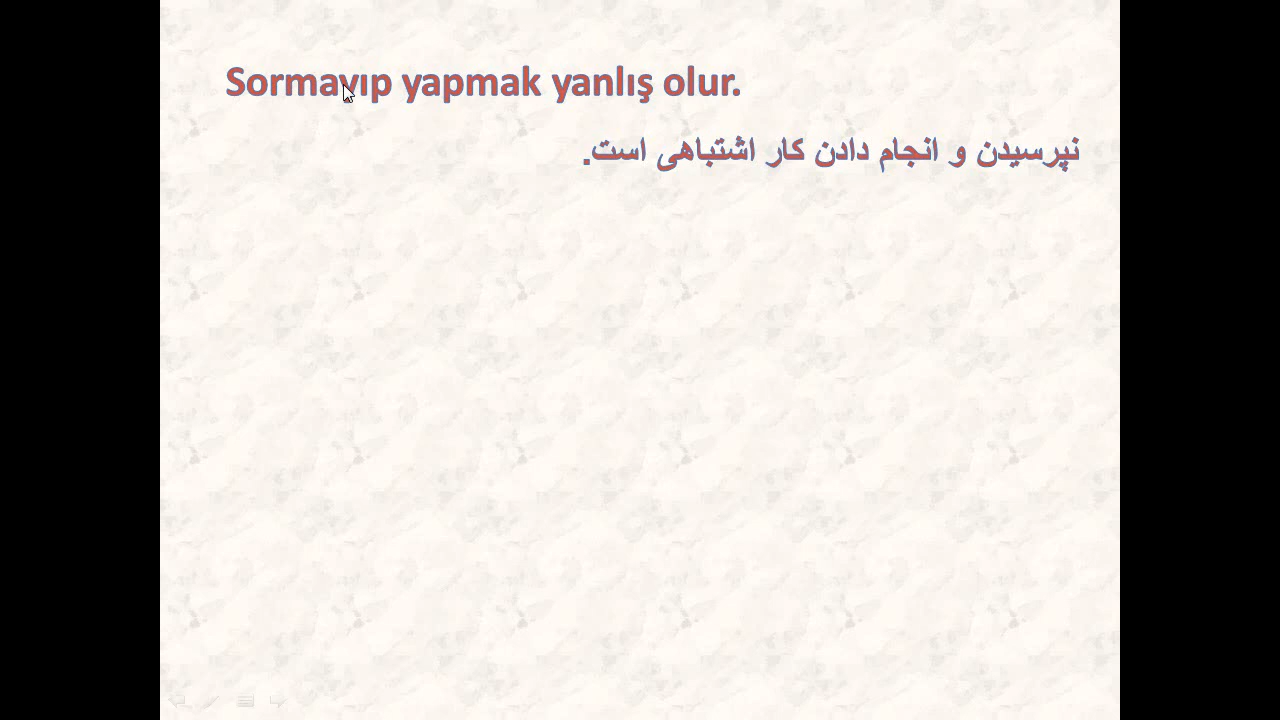 Sormayıp yapmak yanlış olur.
نپرسیدن و انجام دادن کار اشتباهی است.